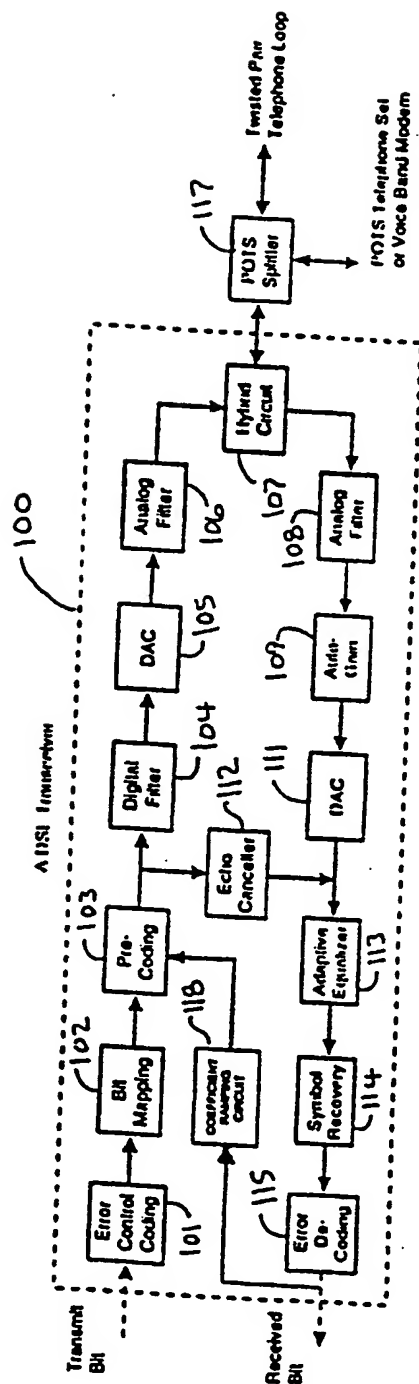 100
ADSL Transceiver
Transmit
Bit
Error
Control
Coding
101
Bit
Mapping
102
Pre-
Coding
103
Digital
Filter
104
DAC
105
Analog
Filter
106
Hybrid
Circuit
107
POTS
Splitter
117
Twisted Pair
Telephone Loop
POTS Telephone Set
or Voice Band Modem
Analog
Filter
108
Auto-
Gain
109
DAC
111
Echo
Canceller
112
Adaptive
Equalizer
113
Symbol
Recovery
114
Error
De-
Coding
115
COEFFICIENT
RAMPING
CIRCUIT
118
Received
Bit